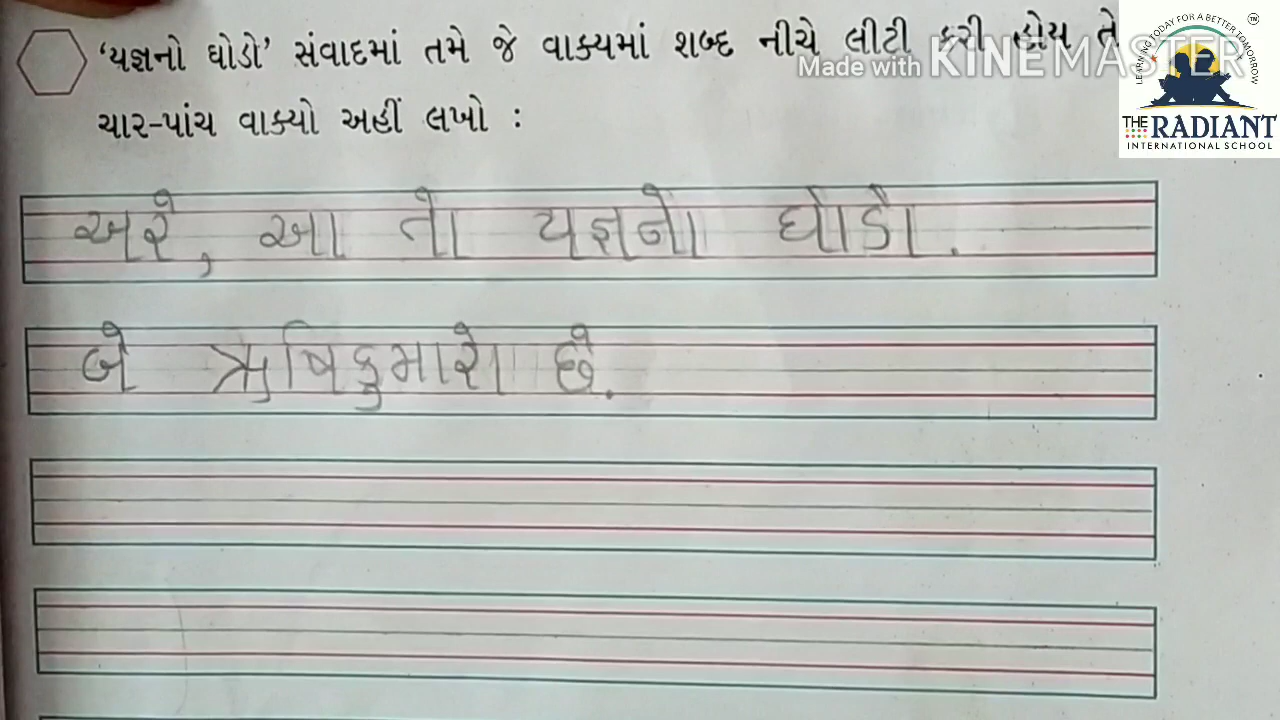 ‘યજ્ઞનો ઘોડો’ સંવાદમાં તમે જે વાક્યમાં શબ્દ નીચે લીટી કરી હોય તે
ચાર-પાંચ વાક્યો અહીં લખો :
અરે, આ તો યજ્ઞનો ઘોડો.
બે ઋષિકુમારો છે.
Made with KINEMASTER
LEARNING TODAY FOR A BETTER TOMORROW
TM
THE RADIANT
INTERNATIONAL SCHOOL